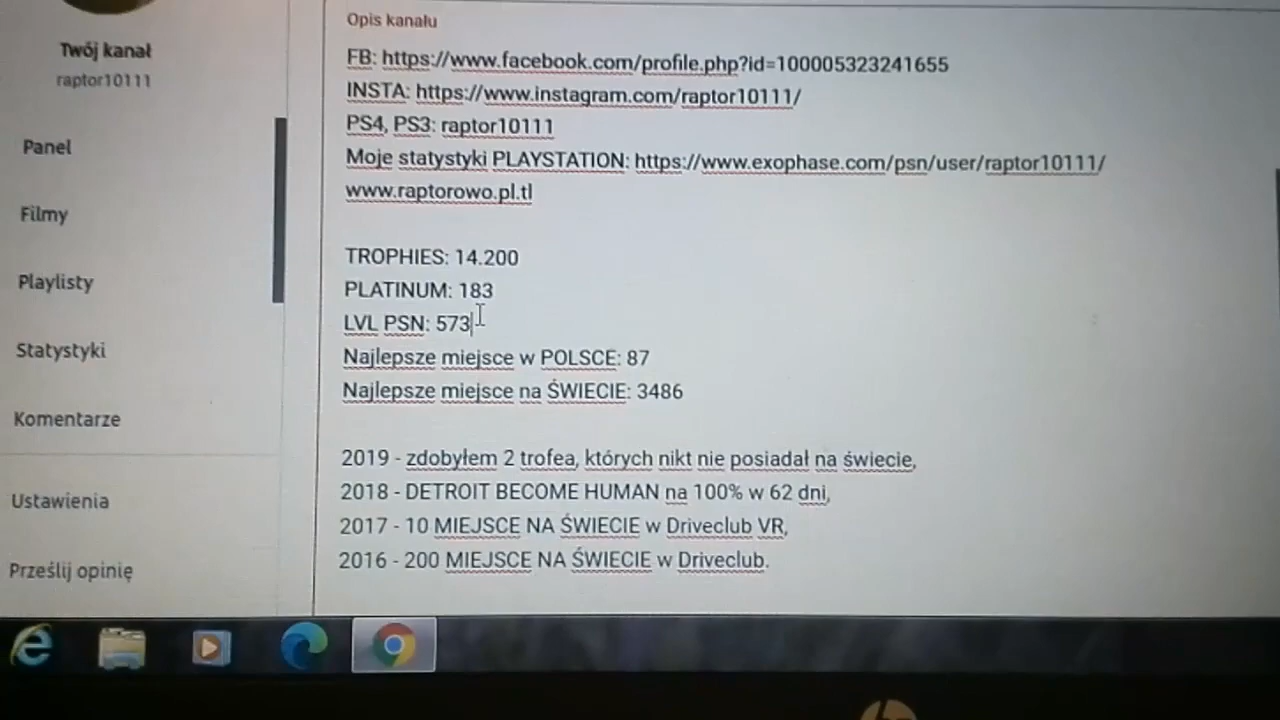 Opis kanału
Twój kanał
raptor10111
Panel
Filmy
Playlisty
Statystyki
Komentarze
Ustawienia
Prześlij opinię
FB: https://www.facebook.com/profile.php?id=100005323241655
INSTA: https://www.instagram.com/raptor10111/
PS4, PS3: raptor10111
Moje statystyki PLAYSTATION: https://www.exophase.com/psn/user/raptor10111/
www.raptorowo.pl.tl
TROPHIES: 14.200
PLATINUM: 183
LVL PSN: 573
Najlepsze miejsce w POLSCE: 87
Najlepsze miejsce na ŚWIECIE: 3486
2019 - zdobyłem 2 trofea, których nikt nie posiadał na świecie,
2018 - DETROIT BECOME HUMAN na 100% w 62 dni,
2017 - 10 MIEJSCE NA ŚWIECIE w Driveclub VR,
2016 - 200 MIEJSCE NA ŚWIECIE w Driveclub.